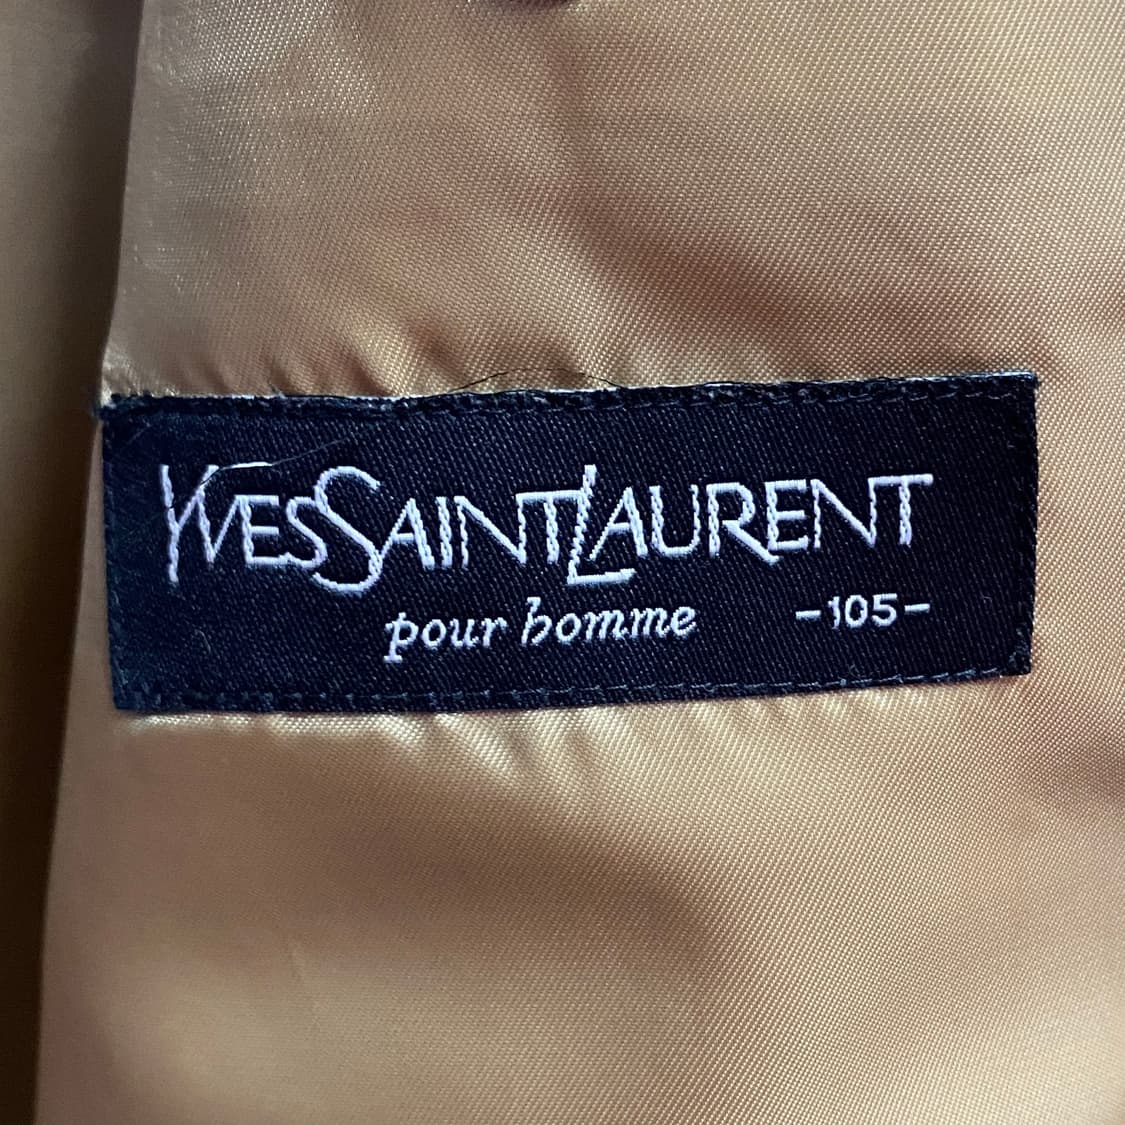 YVESSAINTLAURENT
pour homme -105-